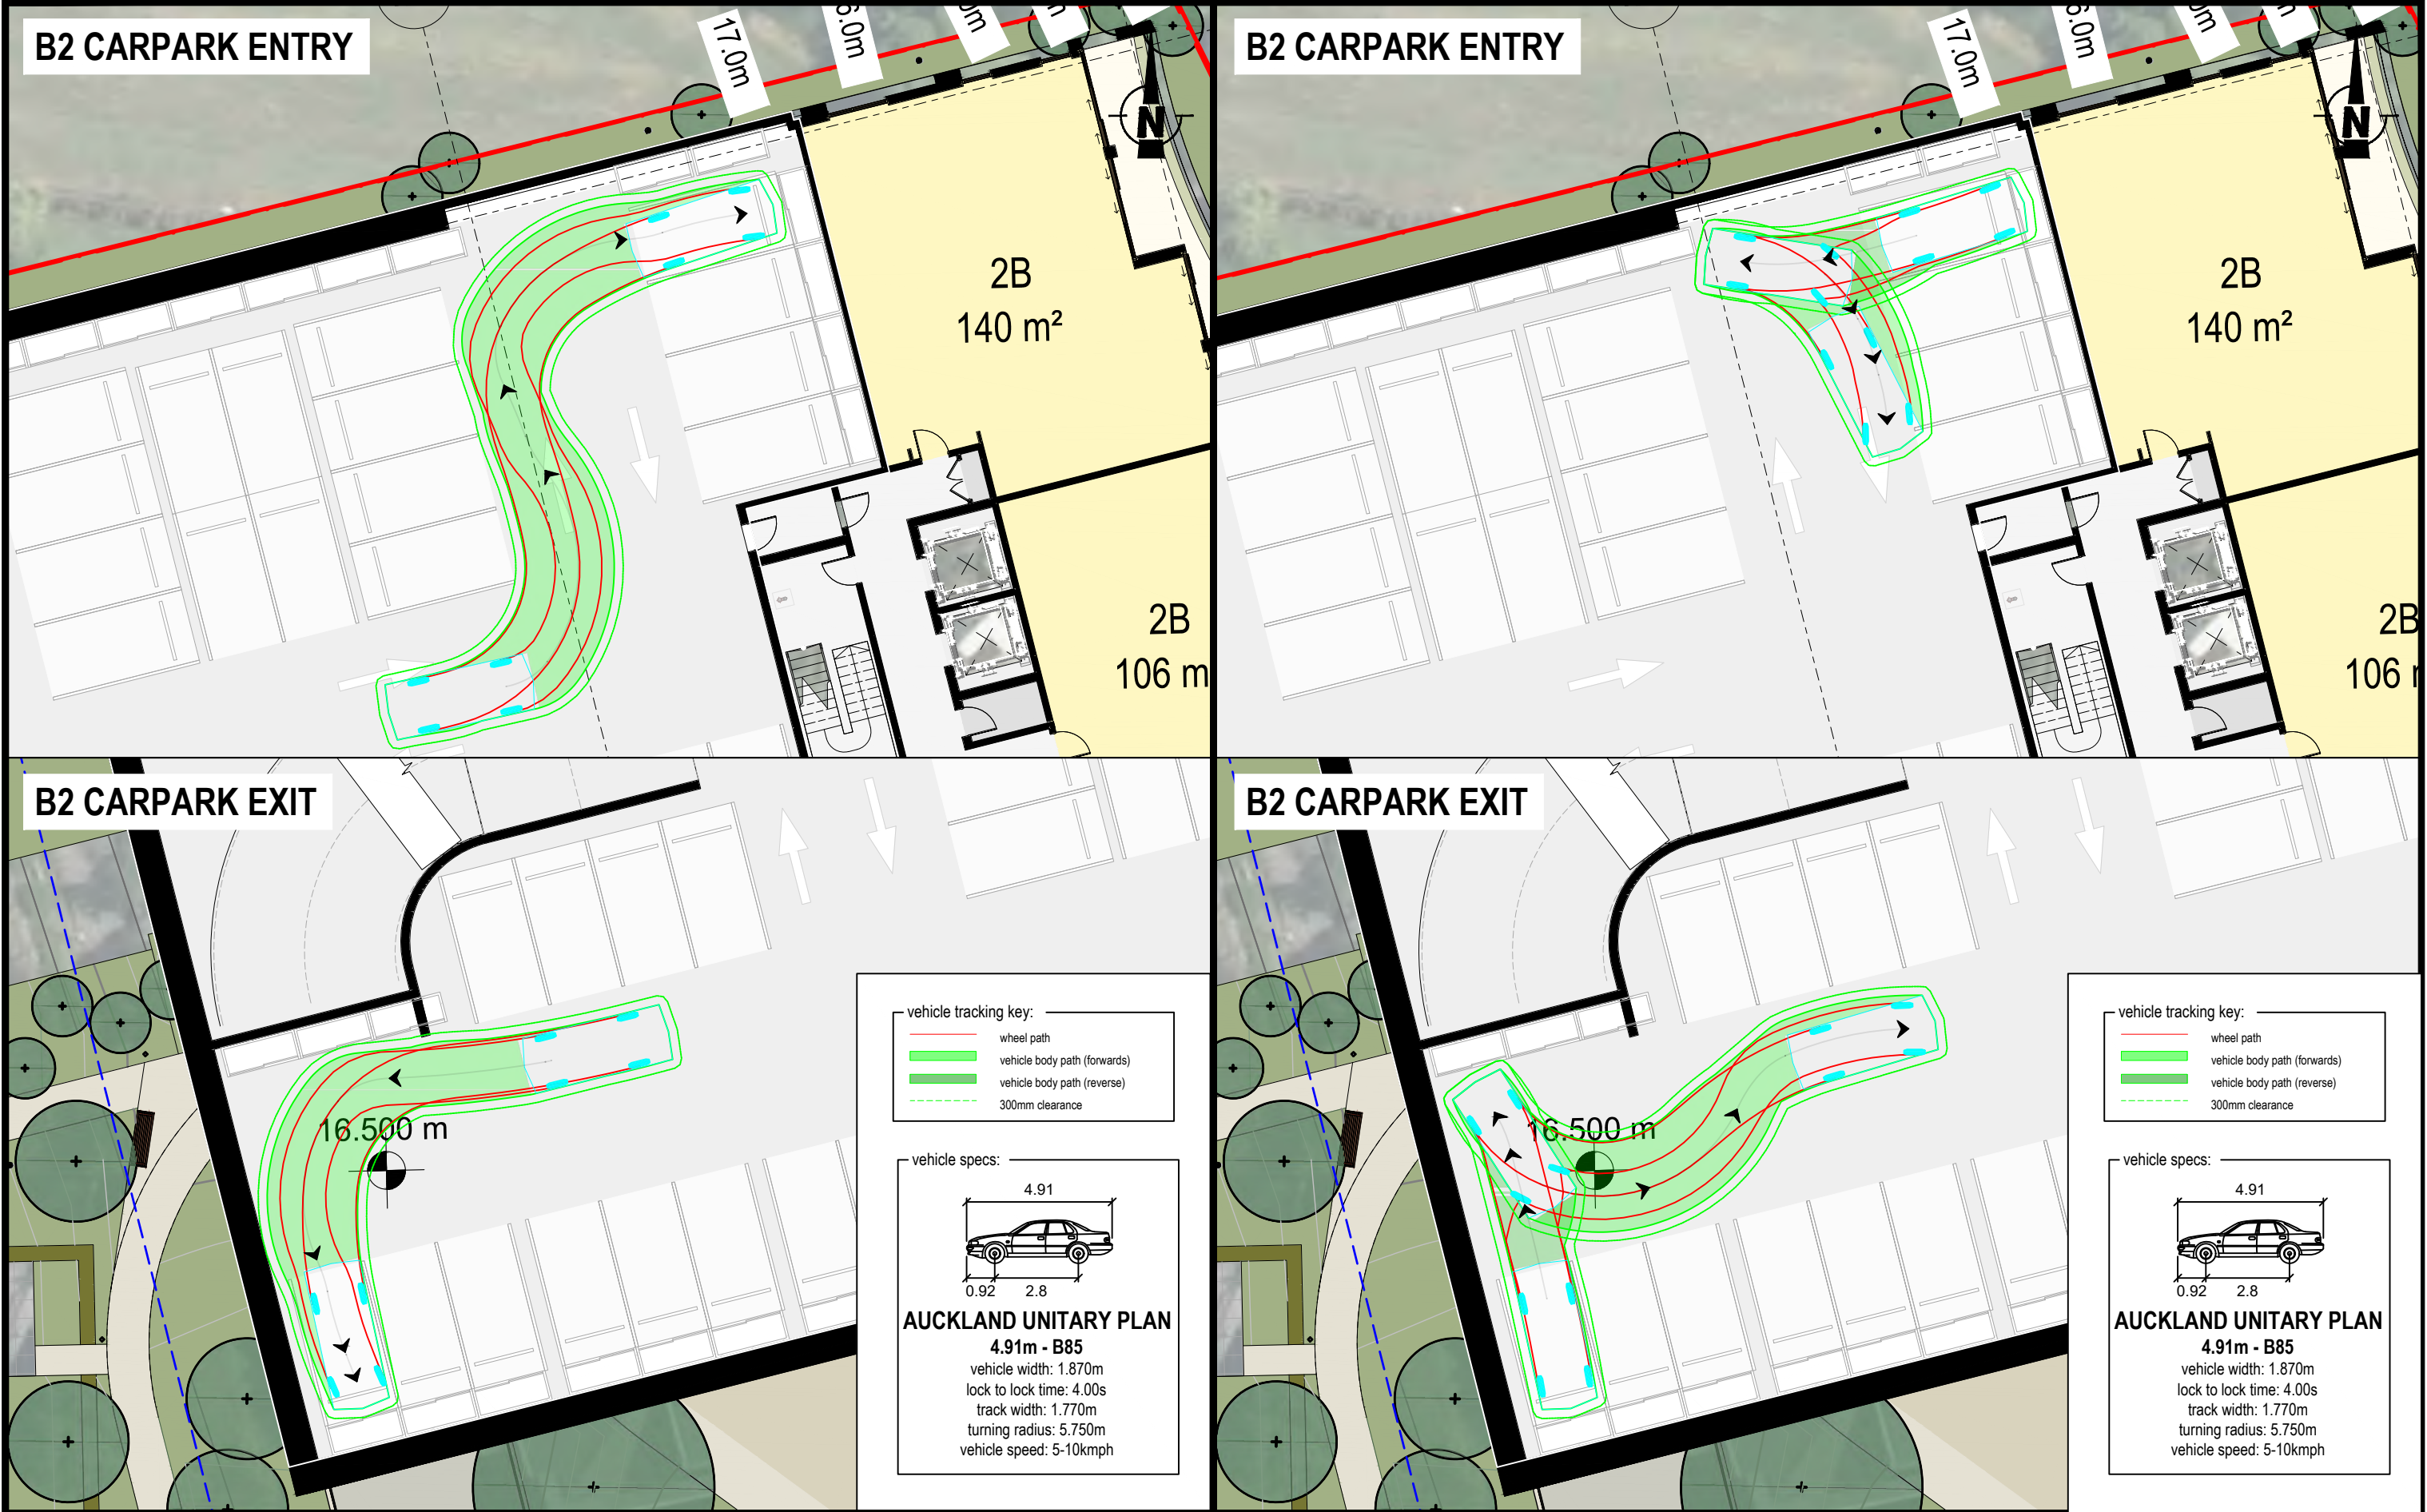 B2 CARPARK ENTRY
17.0m
6.0m
0m
m
N
2B
140 m²
2B
106 m
B2 CARPARK ENTRY
17.0m
6.0m
0m
m
N
2B
140 m²
2B
106 m
B2 CARPARK EXIT
16.500 m
vehicle tracking key:
wheel path
vehicle body path (forwards)
vehicle body path (reverse)
300mm clearance
vehicle specs:
4.91
0.92 2.8
AUCKLAND UNITARY PLAN
4.91m - B85
vehicle width: 1.870m
lock to lock time: 4.00s
track width: 1.770m
turning radius: 5.750m
vehicle speed: 5-10kmph
B2 CARPARK EXIT
16.500 m
vehicle tracking key:
wheel path
vehicle body path (forwards)
vehicle body path (reverse)
300mm clearance
vehicle specs:
4.91
0.92 2.8
AUCKLAND UNITARY PLAN
4.91m - B85
vehicle width: 1.870m
lock to lock time: 4.00s
track width: 1.770m
turning radius: 5.750m
vehicle speed: 5-10kmph